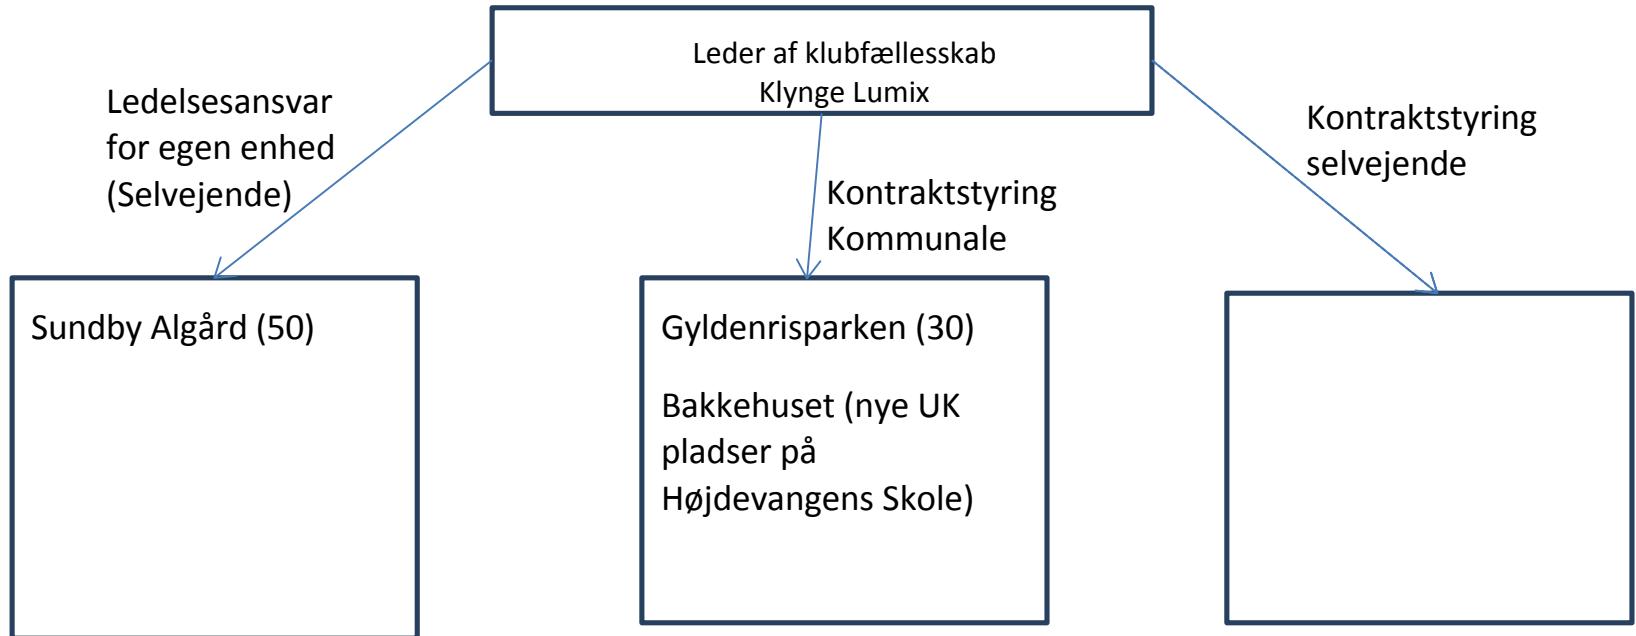 Leder af klubfællesskab
Klynge Lumix
Ledelsesansvar
for egen enhed
(Selvejende)
Kontraktstyring
Kommunale
Kontraktstyring
selvejende
Sundby Algård (50)
Gyldenrisparken (30)
Bakkehuset (nye UK
pladser på
Højdevangens Skole)